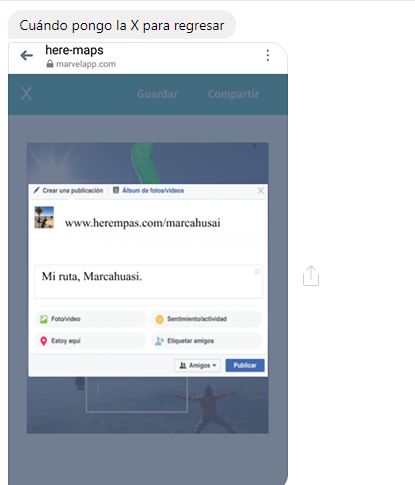 Cuándo pongo la X para regresar
here-maps
marvelapp.com
X Guardar Compartir
Crear una publicación Álbum de fotos/videos X
www.herempas.com/marcahusai
Mi ruta, Marcahuasi.
Foto/video Sentimiento/actividad
Estoy aquí Etiquetar amigos
Amigos Publicar